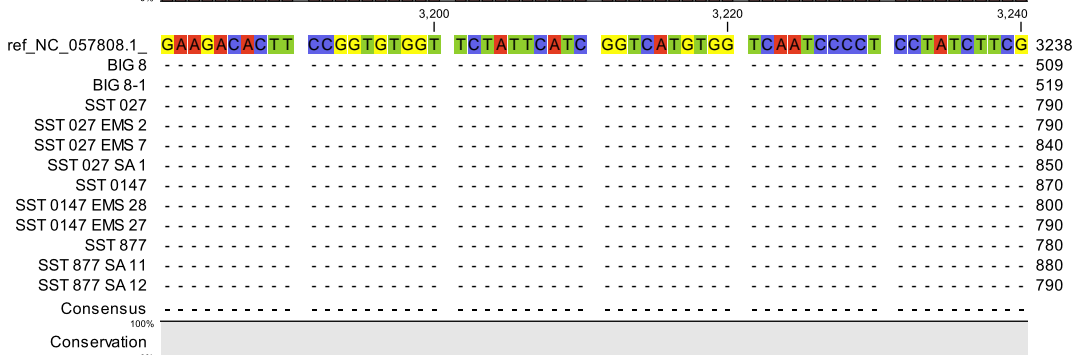 3,200 3,220 3,240
ref_NC_057808.1_ GAAGACACTT CCGGTGTGGT TCTATTCATC GGTCATGTGG TCAATCCCCT CCTATCTTCG 3238
BIG 8 ---------- ---------- ---------- ---------- ---------- ---------- 509
BIG 8-1 ---------- ---------- ---------- ---------- ---------- ---------- 519
SST 027 ---------- ---------- ---------- ---------- ---------- ---------- 790
SST 027 EMS 2 ---------- ---------- ---------- ---------- ---------- ---------- 790
SST 027 EMS 7 ---------- ---------- ---------- ---------- ---------- ---------- 840
SST 027 SA 1 ---------- ---------- ---------- ---------- ---------- ---------- 850
SST 0147 ---------- ---------- ---------- ---------- ---------- ---------- 870
SST 0147 EMS 28 ---------- ---------- ---------- ---------- ---------- ---------- 800
SST 0147 EMS 27 ---------- ---------- ---------- ---------- ---------- ---------- 790
SST 877 ---------- ---------- ---------- ---------- ---------- ---------- 780
SST 877 SA 11 ---------- ---------- ---------- ---------- ---------- ---------- 880
SST 877 SA 12 ---------- ---------- ---------- ---------- ---------- ---------- 790
Consensus ---------- ---------- ---------- ---------- ---------- ----------
100%
Conservation